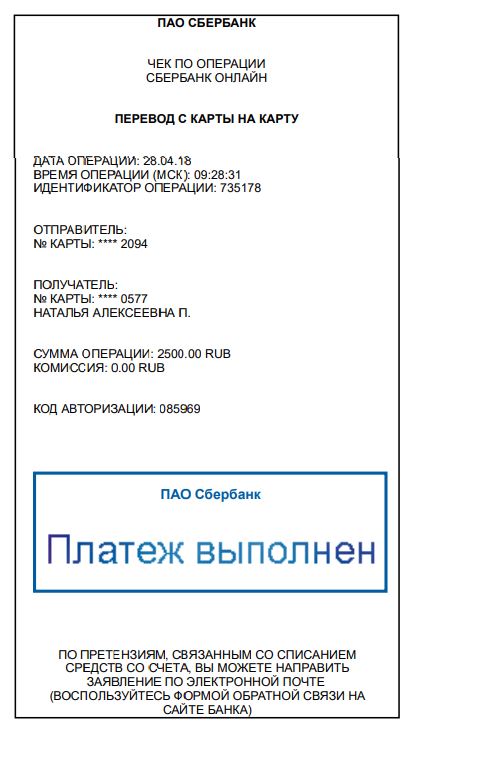 ПАО СБЕРБАНК
ЧЕК ПО ОПЕРАЦИИ
СБЕРБАНК ОНЛАЙН
ПЕРЕВОД С КАРТЫ НА КАРТУ
ДАТА ОПЕРАЦИИ: 28.04.18
ВРЕМЯ ОПЕРАЦИИ (МСК): 09:28:31
ИДЕНТИФИКАТОР ОПЕРАЦИИ: 735178
ОТПРАВИТЕЛЬ:
№ КАРТЫ: **** 2094
ПОЛУЧАТЕЛЬ:
№ КАРТЫ: **** 0577
НАТАЛЬЯ АЛЕКСЕЕВНА П.
СУММА ОПЕРАЦИИ: 2500.00 RUB
КОМИССИЯ: 0.00 RUB
КОД АВТОРИЗАЦИИ: 085969
ПАО Сбербанк
Платеж выполнен
ПО ПРЕТЕНЗИЯМ, СВЯЗАННЫМ СО СПИСАНИЕМ
СРЕДСТВ СО СЧЕТА, ВЫ МОЖЕТЕ НАПРАВИТЬ
ЗАЯВЛЕНИЕ ПО ЭЛЕКТРОННОЙ ПОЧТЕ
(ВОСПОЛЬЗУЙТЕСЬ ФОРМОЙ ОБРАТНОЙ СВЯЗИ НА
САЙТЕ БАНКА)